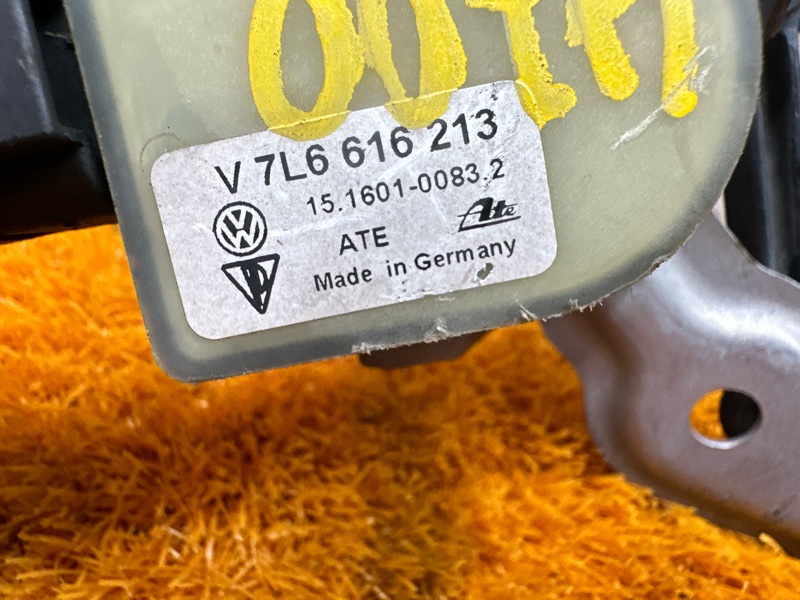 V 7L6 616 213
15.1601-0083.2
ATE
Ate
Made in Germany